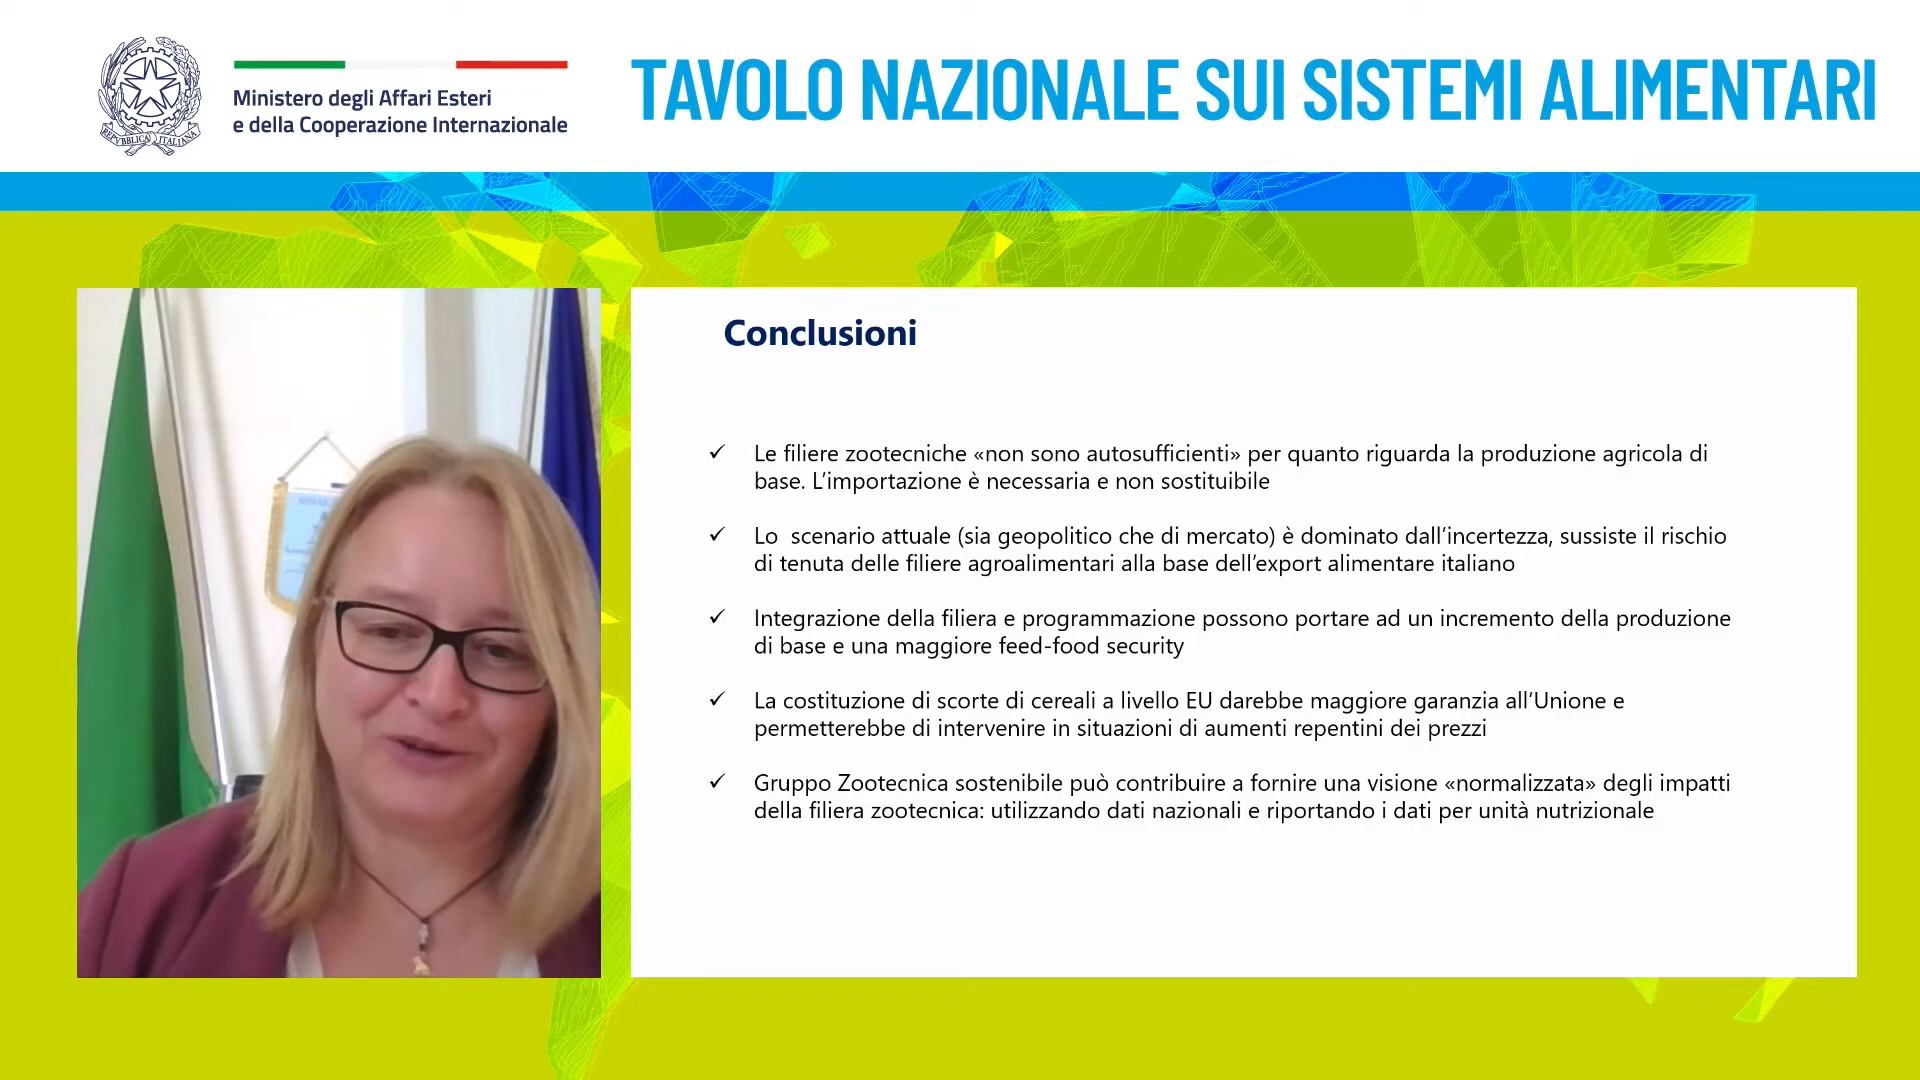 Ministero degli Affari Esteri
e della Cooperazione Internazionale
TAVOLO NAZIONALE SUI SISTEMI ALIMENTARI
REPVBBLICA ITALIANA
Conclusioni
✓ Le filiere zootecniche «non sono autosufficienti» per quanto riguarda la produzione agricola di
base. L’importazione è necessaria e non sostituibile
✓ Lo  scenario attuale (sia geopolitico che di mercato) è dominato dall’incertezza, sussiste il rischio
di tenuta delle filiere agroalimentari alla base dell’export alimentare italiano
✓ Integrazione della filiera e programmazione possono portare ad un incremento della produzione
di base e una maggiore feed-food security
✓ La costituzione di scorte di cereali a livello EU darebbe maggiore garanzia all’Unione e
permetterebbe di intervenire in situazioni di aumenti repentini dei prezzi
✓ Gruppo Zootecnica sostenibile può contribuire a fornire una visione «normalizzata» degli impatti
della filiera zootecnica: utilizzando dati nazionali e riportando i dati per unità nutrizionale